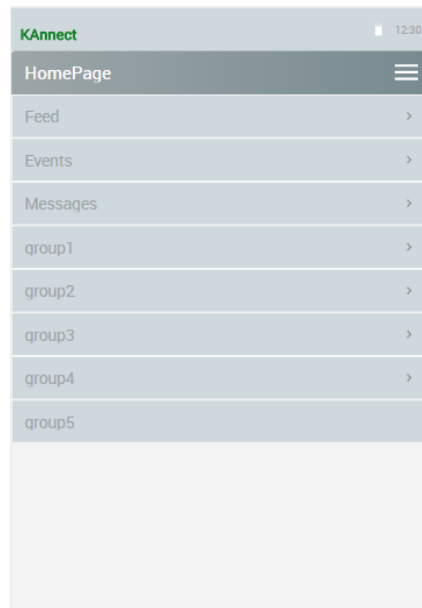 KAnnect 12:30
HomePage
Feed
Events
Messages
group1
group2
group3
group4
group5